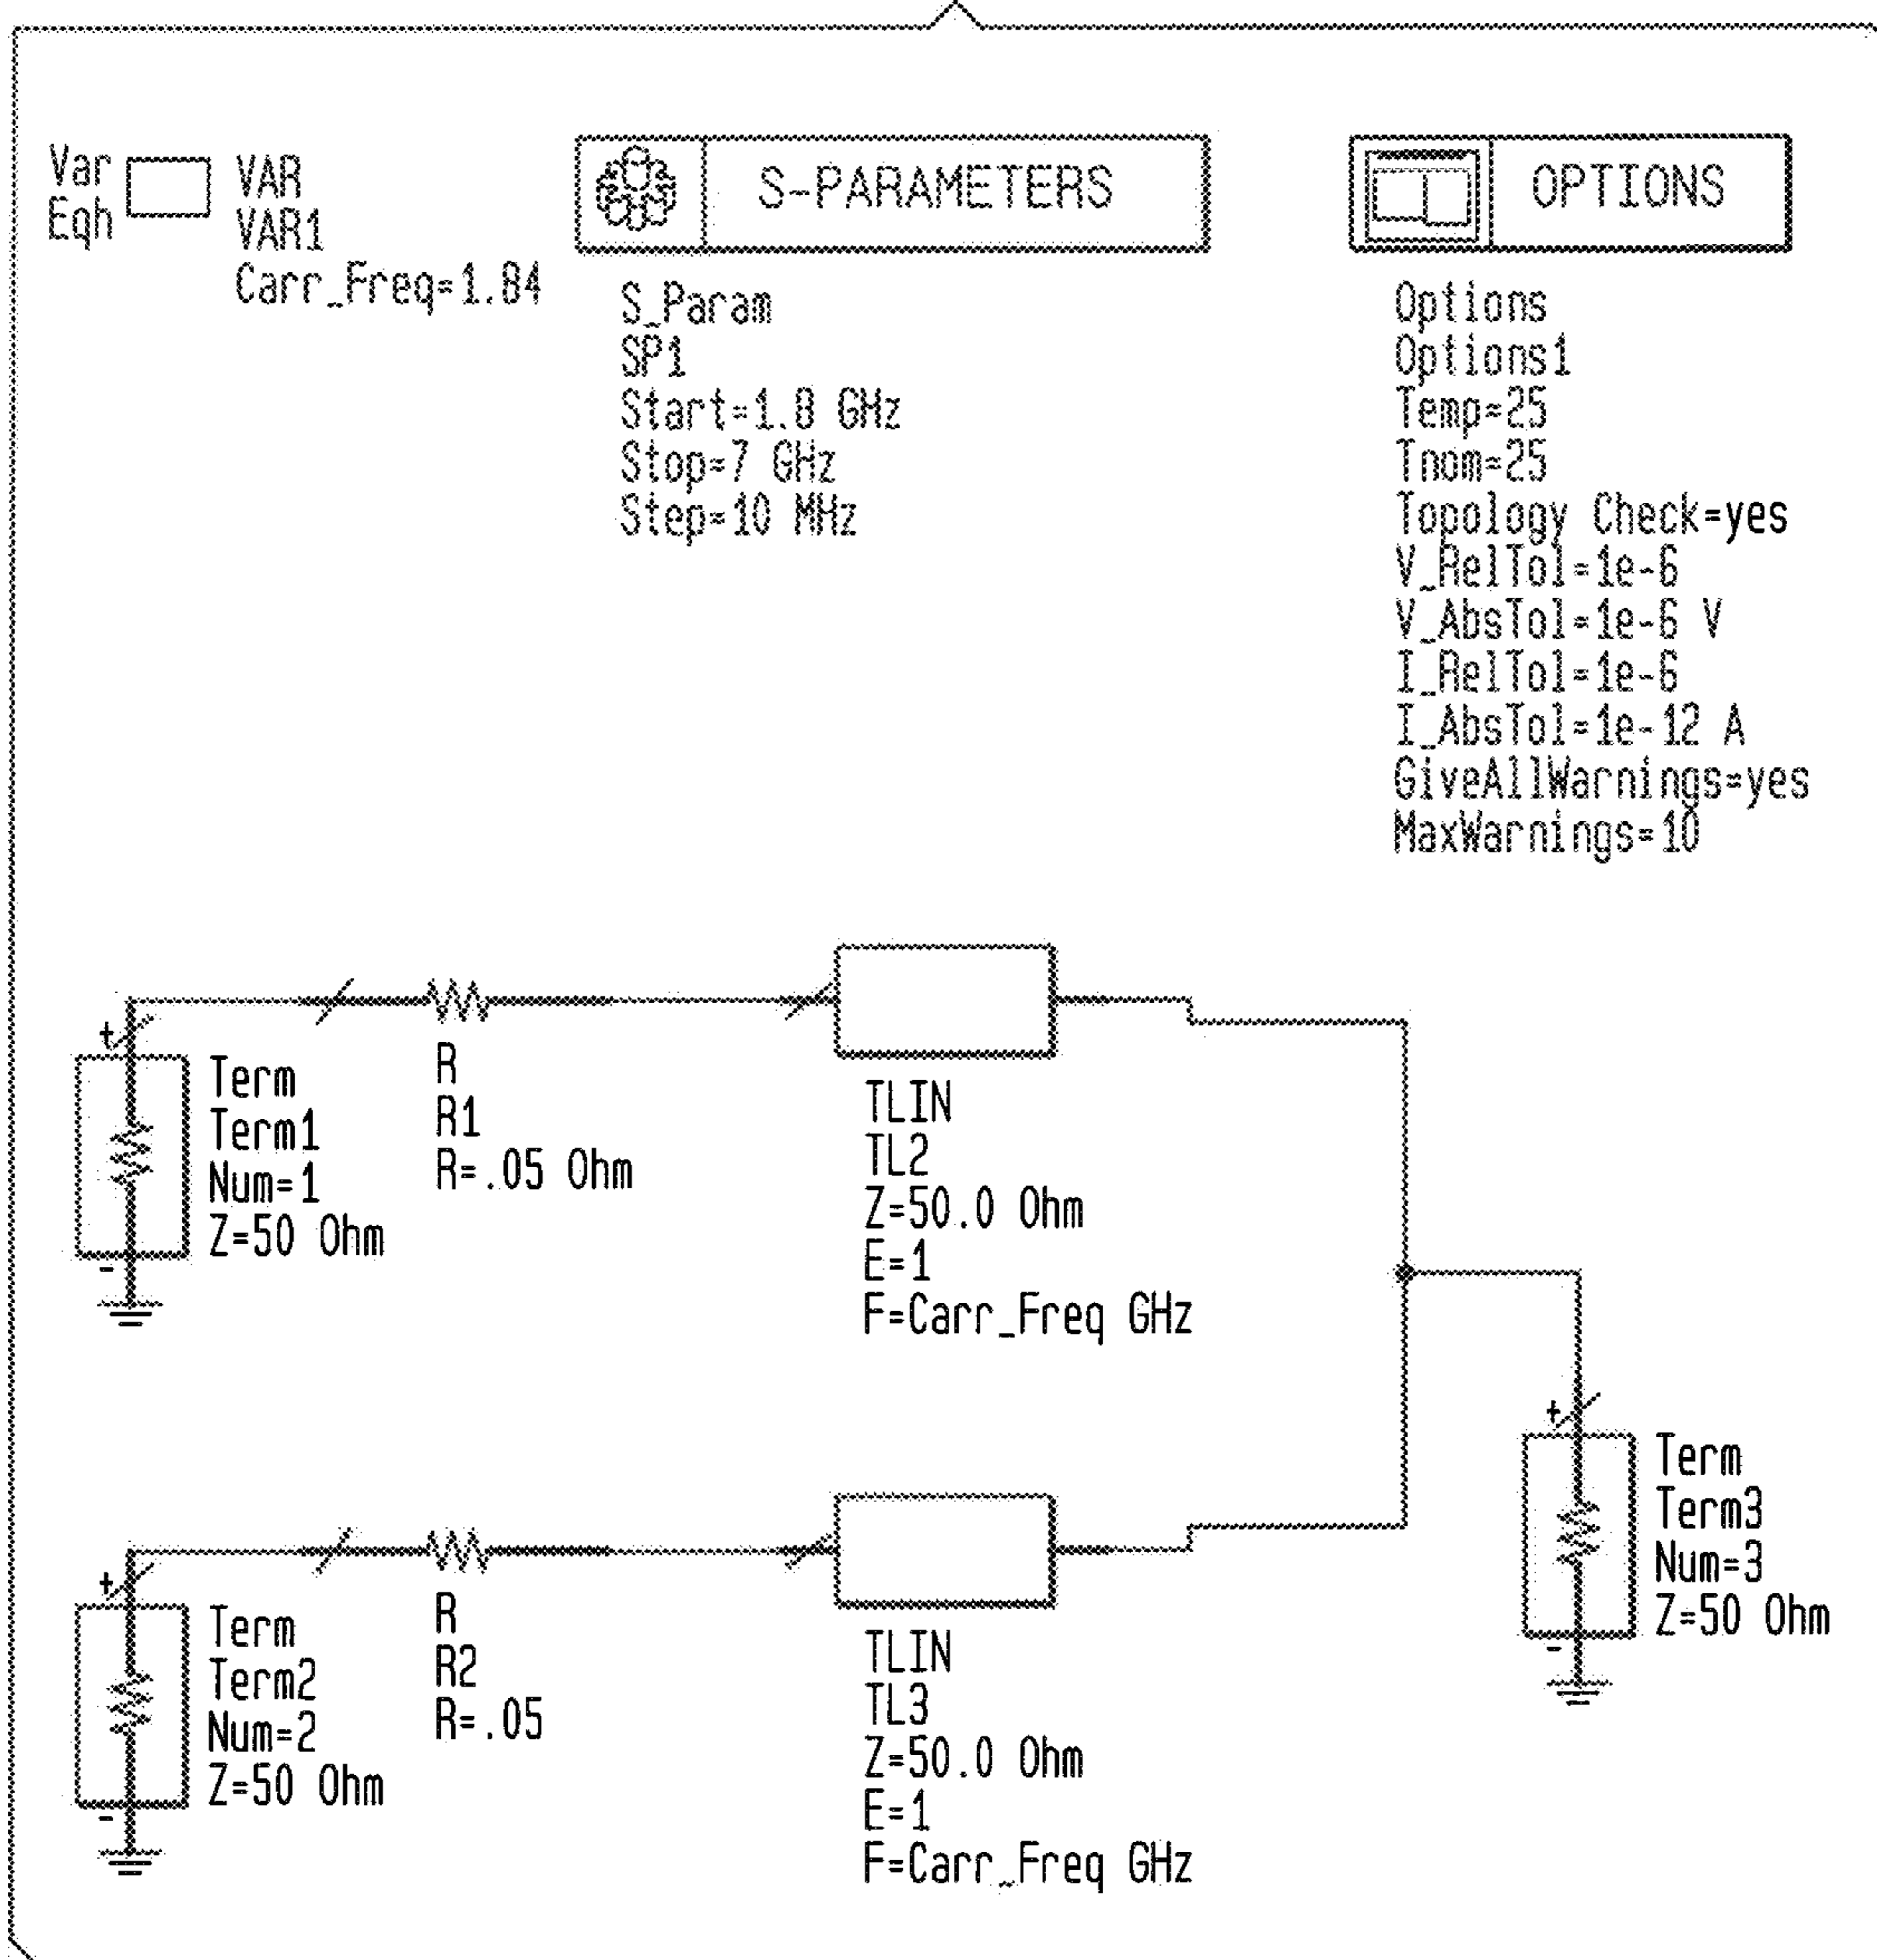 Var
Eqh
VAR
VAR1
Carr_Freq=1.84
S-PARAMETERS
S_Param
SP1
Start=1.8 GHz
Stop=7 GHz
Step=10 MHz
OPTIONS
Options
Options1
Temp=25
Tnom=25
Topology Check=yes
V_RelTol=1e-6
V_AbsTol=1e-6 V
I_RelTol=1e-6
I_AbsTol=1e-12 A
GiveAllWarnings=yes
MaxWarnings=10
+
Term
Term1
Num=1
Z=50 Ohm
-
R
R1
R=.05 Ohm
TLIN
TL2
Z=50.0 Ohm
E=1
F=Carr_Freq GHz
+
Term
Term2
Num=2
Z=50 Ohm
-
R
R2
R=.05
TLIN
TL3
Z=50.0 Ohm
E=1
F=Carr_Freq GHz
+
Term
Term3
Num=3
Z=50 Ohm
-